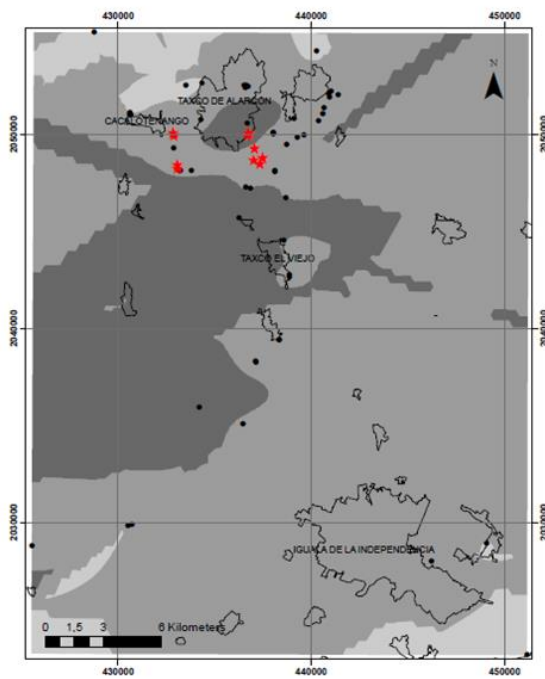 430000 440000 450000
N
TAXCO DE ALARCÓN
CACALOTENANGO
2050000 2050000
TAXCO EL VIEJO
2040000 2040000
2030000 2030000
IGUALA DE LA INDEPENDENCIA
0 1,5 3 6 Kilometers
430000 440000 450000